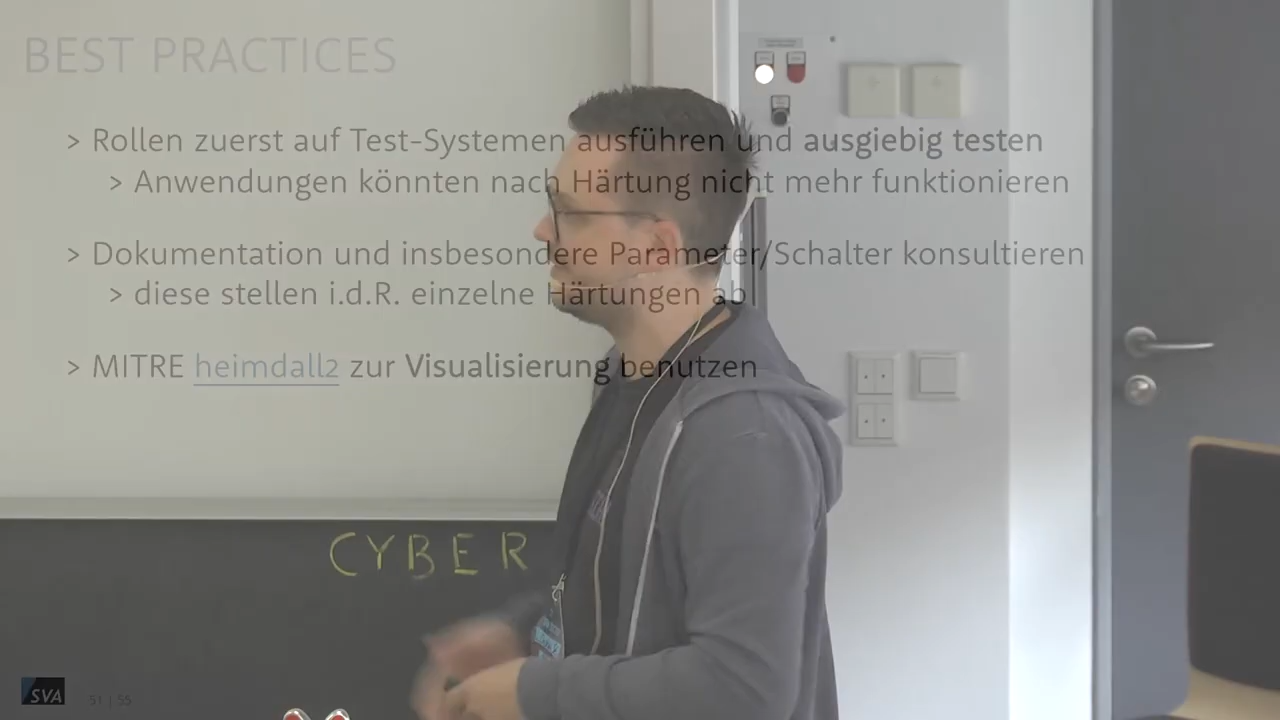 BEST PRACTICES
> Rollen zuerst auf Test-Systemen ausführen und ausgiebig testen
> Anwendungen könnten nach Härtung nicht mehr funktionieren
> Dokumentation und insbesondere Parameter/Schalter konsultieren
> diese stellen i.d.R. einzelne Härtungen ab
> MITRE heimdall2 zur Visualisierung benutzen
CYBER
SVA
51 | 55